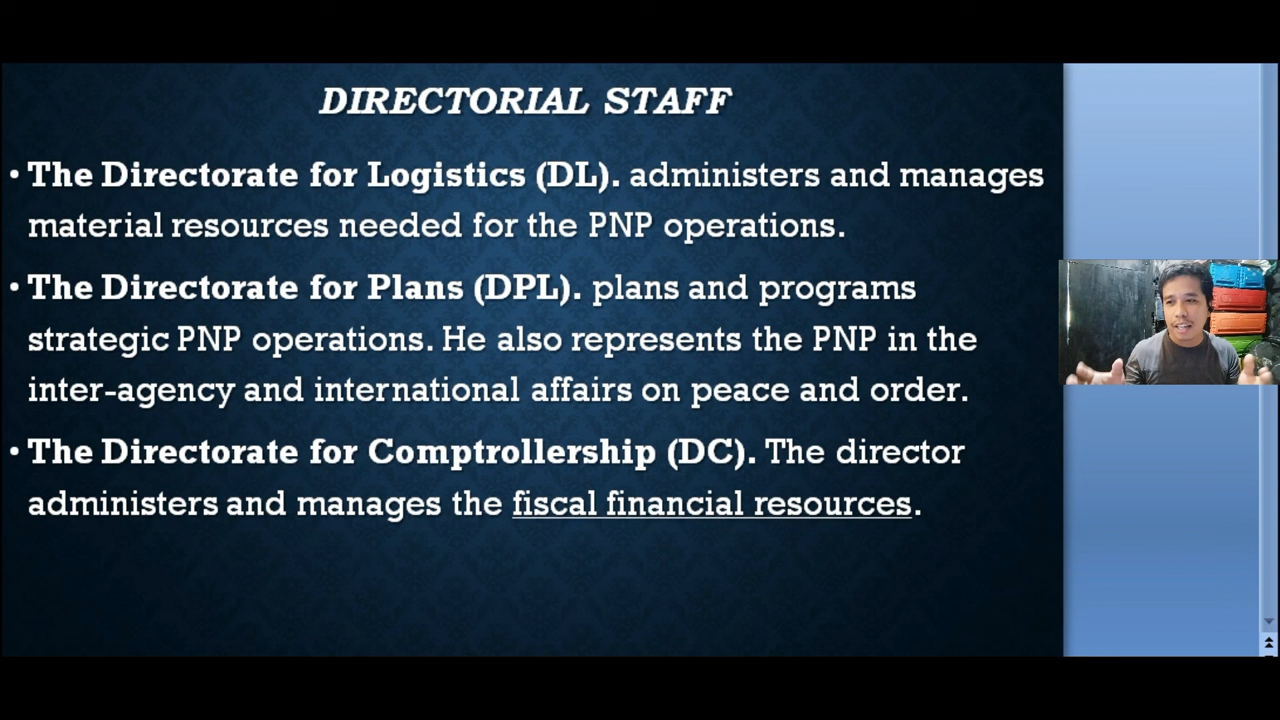 DIRECTORIAL STAFF
• The Directorate for Logistics (DL). administers and manages
material resources needed for the PNP operations.
• The Directorate for Plans (DPL). plans and programs
strategic PNP operations. He also represents the PNP in the
inter-agency and international affairs on peace and order.
• The Directorate for Comptrollership (DC). The director
administers and manages the fiscal financial resources.